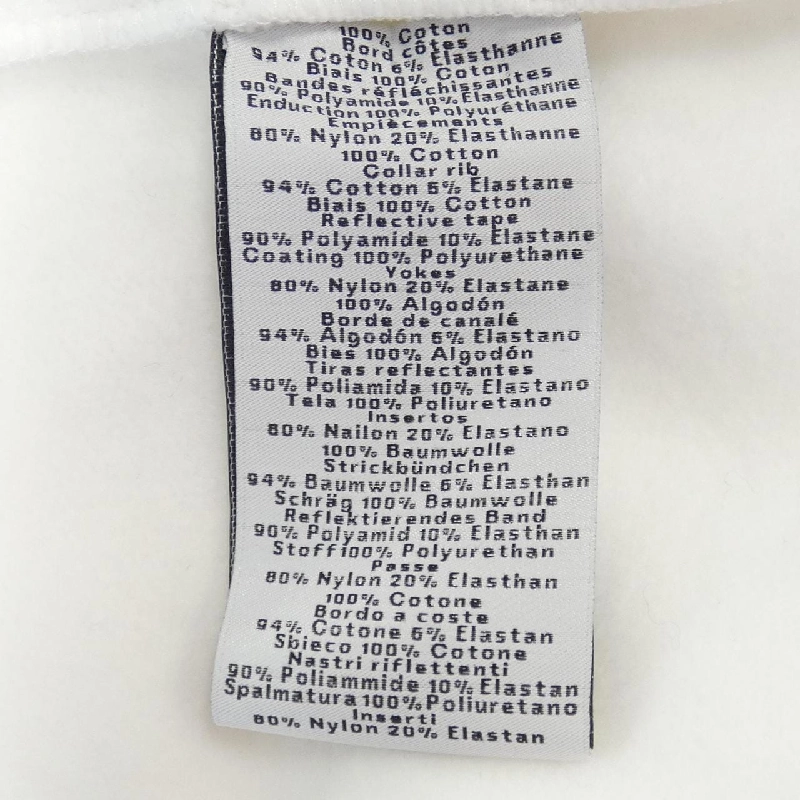 100% Coton
Bord côtes
94% Coton 6% Elasthanne
Biais 100% Coton
Bandes réfléchissantes
90% Polyamide 10% Elasthanne
Enduction 100% Polyuréthane
Empiècements
80% Nylon 20% Elasthanne
100% Cotton
Collar rib
94% Cotton 6% Elastane
Biais 100% Cotton
Reflective tape
90% Polyamide 10% Elastane
Coating 100% Polyurethane
Yokes
80% Nylon 20% Elastane
100% Algodón
Borde de canalé
94% Algodón 6% Elastano
Bies 100% Algodón
Tiras reflectantes
90% Poliamida 10% Elastano
Tela 100% Poliuretano
Insertos
80% Nailon 20% Elastano
100% Baumwolle
Strickbündchen
94% Baumwolle 6% Elasthan
Schräg 100% Baumwolle
Reflektierendes Band
90% Polyamid 10% Elasthan
Stoff100% Polyurethan
Passe
80% Nylon 20% Elasthan
100% Cotone
Bordo a coste
94% Cotone 6% Elastan
Sbieco 100% Cotone
Nastri riflettenti
90% Poliammide 10% Elastan
Spalmatura 100% Poliuretano
Inserti
80% Nylon 20% Elastan